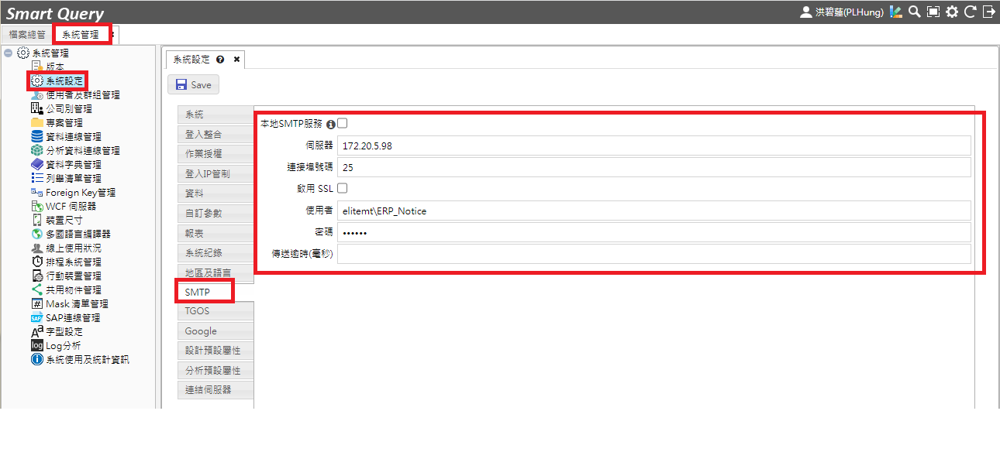 Smart Query
洪碧蓮(PLHung)
檔案總管
系統管理
系統管理
版本
系統設定
使用者及群組管理
公司別管理
專案管理
資料連線管理
分析資料連線管理
資料字典管理
列舉清單管理
Foreign Key管理
WCF 伺服器
裝置尺寸
多國語言編譯器
線上使用狀況
排程系統管理
行動裝置管理
共用物件管理
Mask 清單管理
SAP連線管理
字型設定
Log分析
系統使用及統計資訊
系統設定
Save
系統
登入整合
作業授權
登入IP管制
資料
自訂參數
報表
系統紀錄
地區及語言
SMTP
TGOS
Google
設計預設屬性
分析預設屬性
連結伺服器
本地SMTP服務
伺服器 172.20.5.98
連接埠號碼 25
啟用 SSL
使用者 elitemt\ERP_Notice
密碼 ••••••
傳送逾時(毫秒)